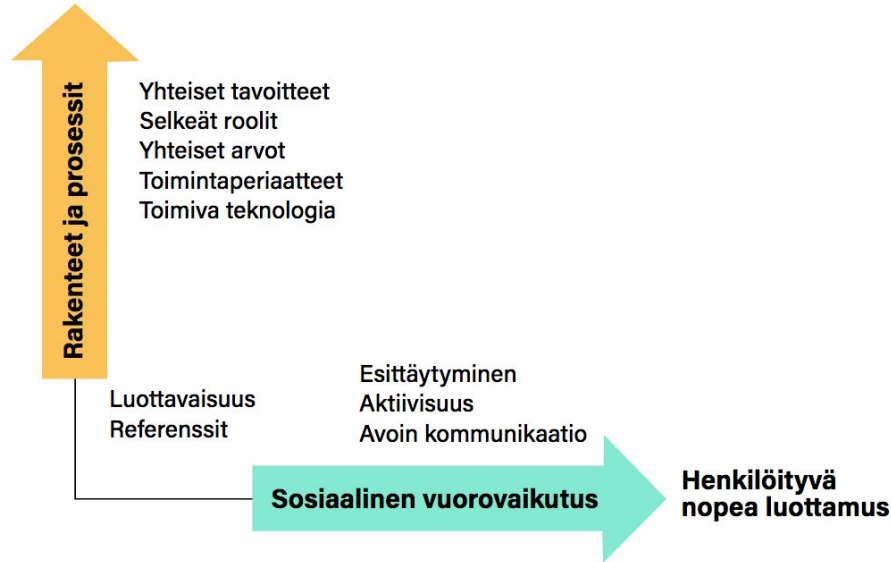 Rakenteet ja prosessit
Yhteiset tavoitteet
Selkeät roolit
Yhteiset arvot
Toimintaperiaatteet
Toimiva teknologia
Luottavaisuus
Referenssit
Esittäytyminen
Aktiivisuus
Avoin kommunikaatio
Sosiaalinen vuorovaikutus
Henkilöityvä
nopea luottamus